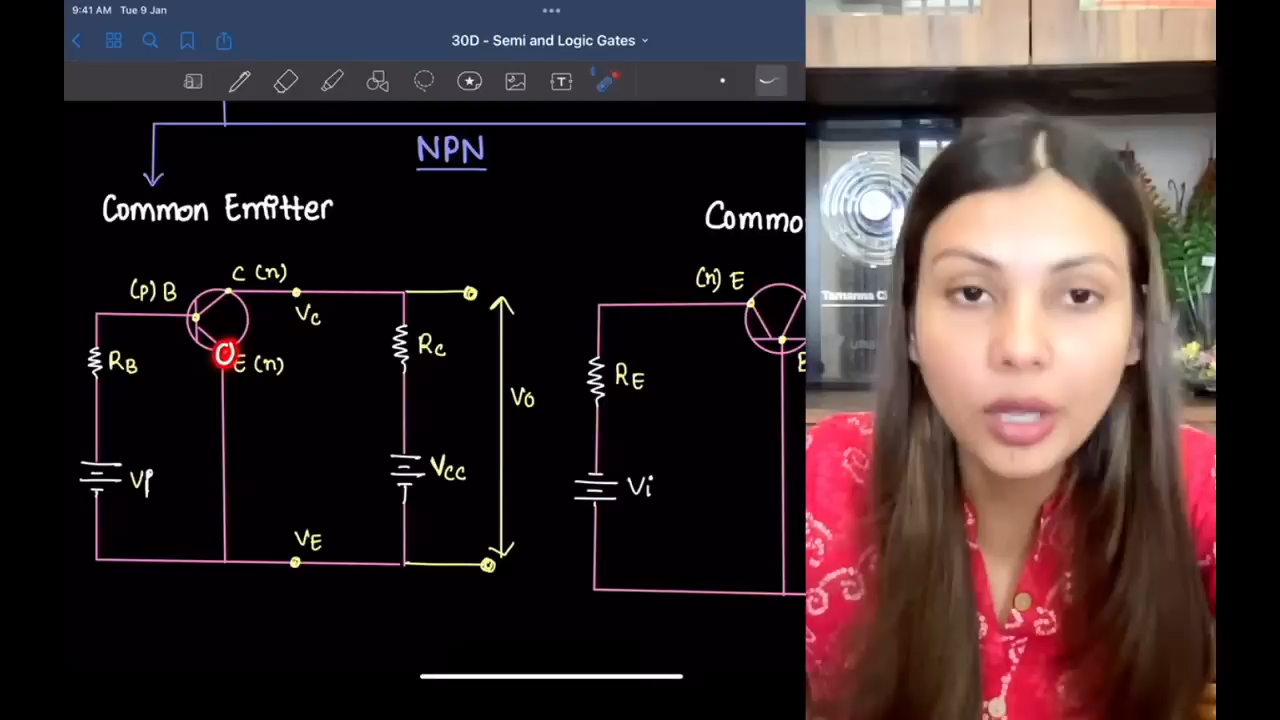 9:41 AM Tue 9 Jan
30D - Semi and Logic Gates
T
NPN
Common Emitter
Commo
C (n)
(p) B
VC
RB
E (n)
RC
VO
VCC
VE
(n) E
RE
Vi
Tamanna C